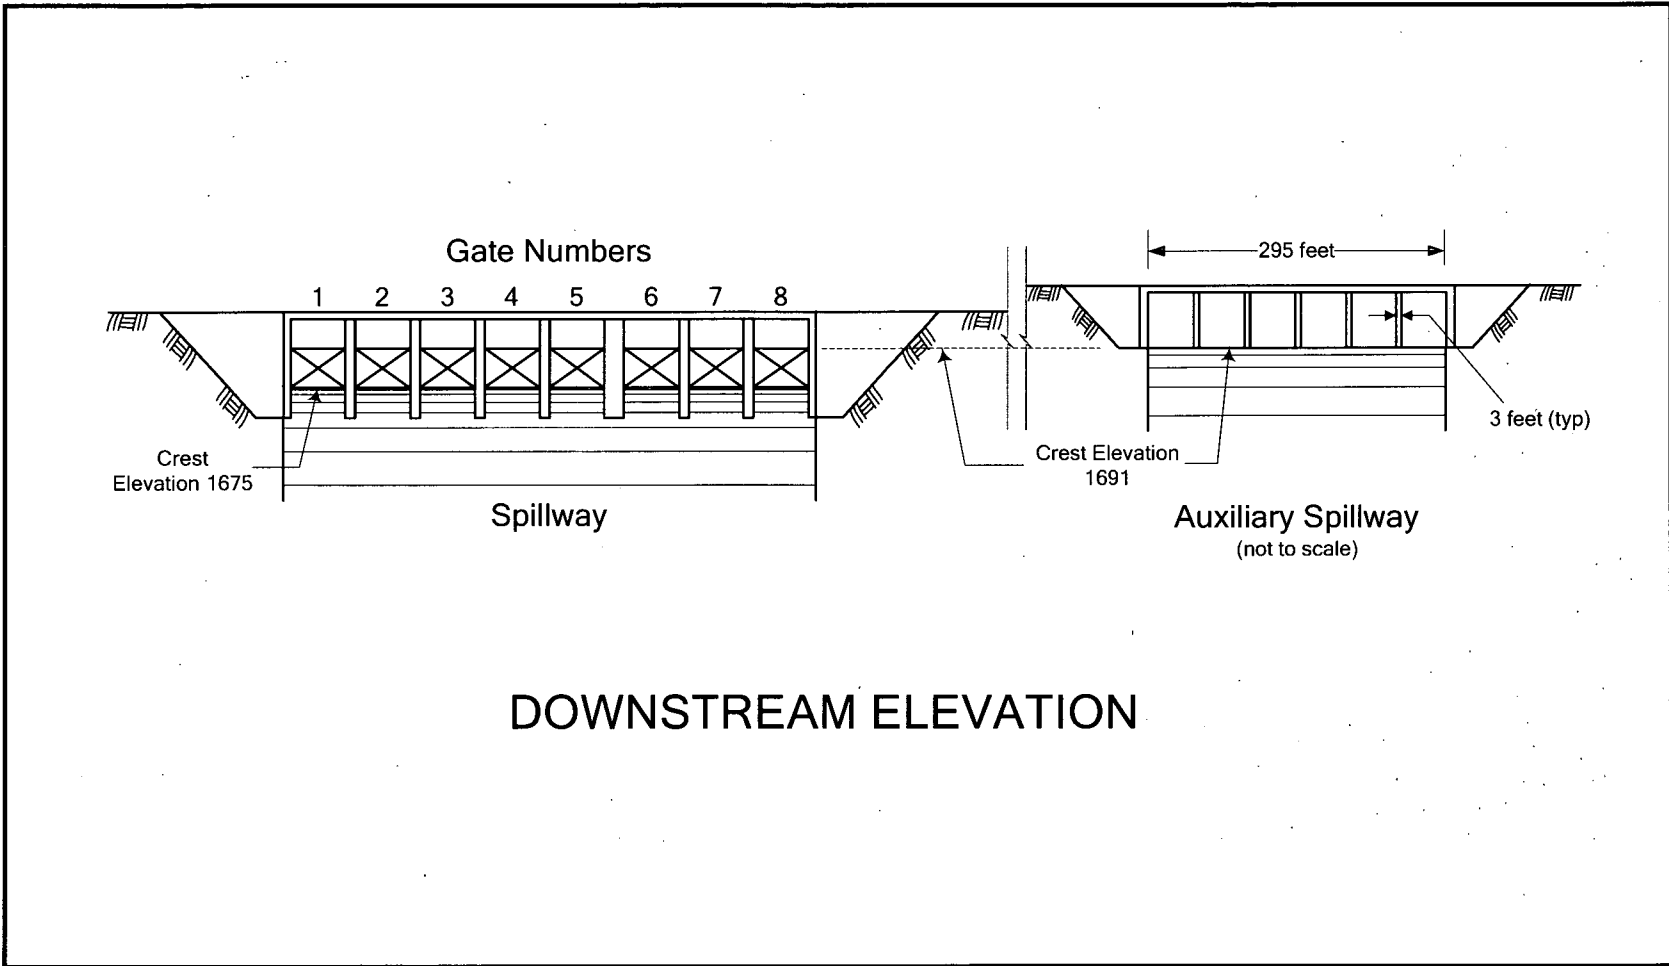 Gate Numbers
1 2 3 4 5 6 7 8
295 feet
3 feet (typ)
Crest
Elevation 1675
Crest Elevation
1691
Spillway
Auxiliary Spillway
(not to scale)
DOWNSTREAM ELEVATION